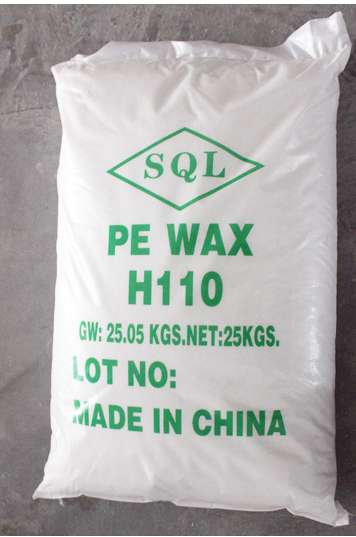 SQL
PE WAX
H110
GW: 25.05 KGS.NET:25KGS.
LOT NO:
MADE IN CHINA